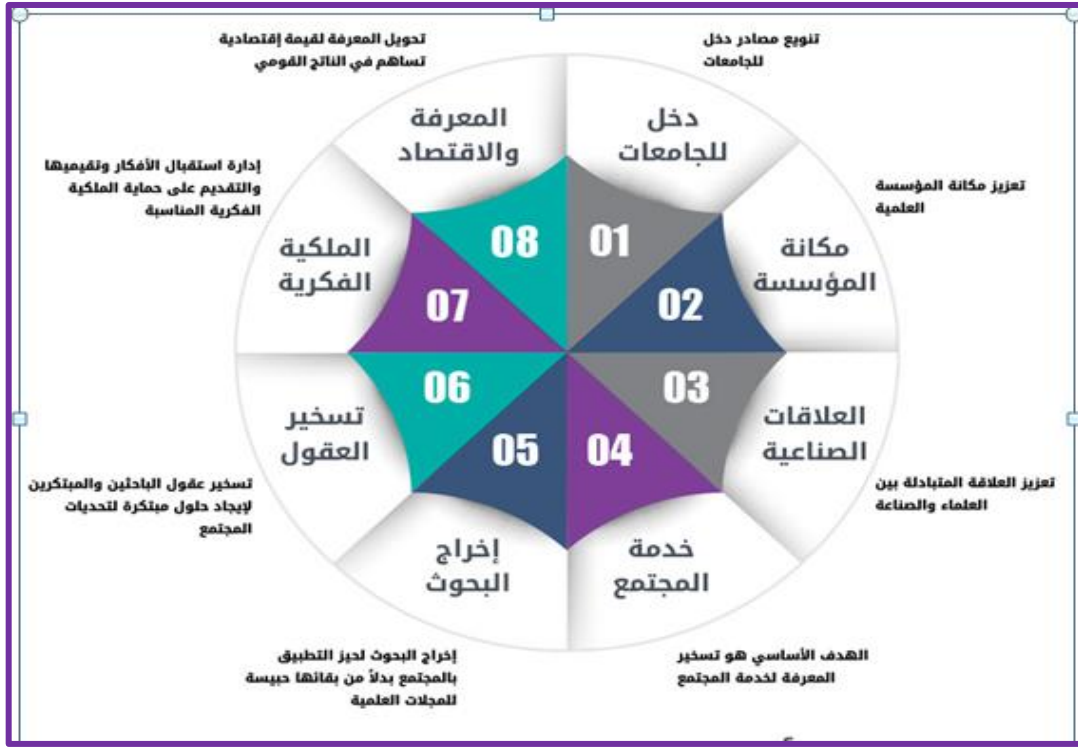 تنويع مصادر دخل
للجامعات
دخل
للجامعات
01
تعزيز مكانة المؤسسة
العلمية
مكانة
المؤسسة
02
العلاقات
الصناعية
03
تعزيز العلاقة المتبادلة بين
العلماء والصناعة
خدمة
المجتمع
04
الهدف الأساسي هو تسخير
المعرفة لخدمة المجتمع
05
إخراج
البحوث
إخراج البحوث لحيز التطبيق
بالمجتمع بدلاً من بقائها حبيسة
للمجلات العلمية
06
تسخير
العقول
تسخير عقول الباحثين والمبتكرين
لإيجاد حلول مبتكرة لتحديات
المجتمع
07
الملكية
الفكرية
إدارة استقبال الأفكار وتقيميها
والتقديم على حماية الملكية
الفكرية المناسبة
08
المعرفة
والاقتصاد
تحويل المعرفة لقيمة إقتصادية
تساهم في الناتج القومي